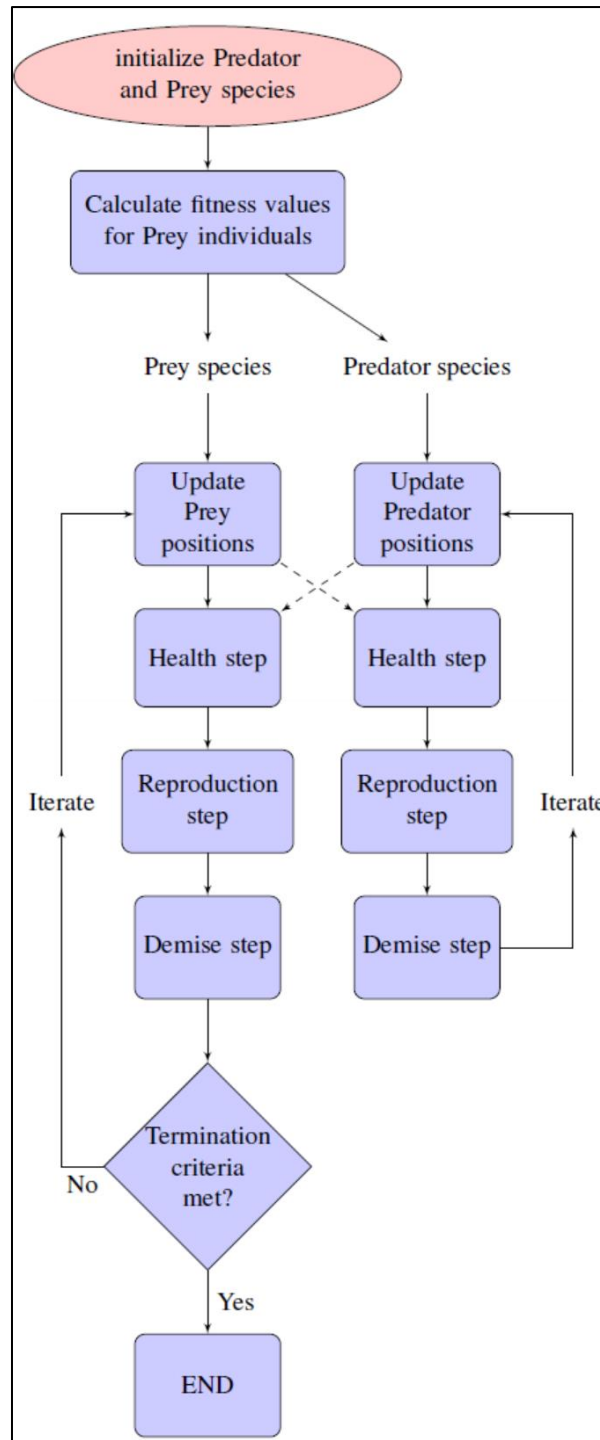 initialize Predator
and Prey species
Calculate fitness values
for Prey individuals
Prey species
Predator species
Update
Prey
positions
Update
Predator
positions
Health step
Health step
Reproduction
step
Reproduction
step
Iterate
Iterate
Demise step
Demise step
Termination
criteria
met?
No
Yes
END